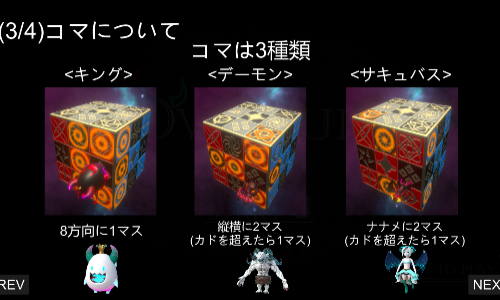 (3/4)コマについて
コマは3種類
<キング>
<デーモン>
<サキュバス>
8方向に1マス
縦横に2マス
(カドを超えたら1マス)
ナナメに2マス
(カドを超えたら1マス)
REV
NEX